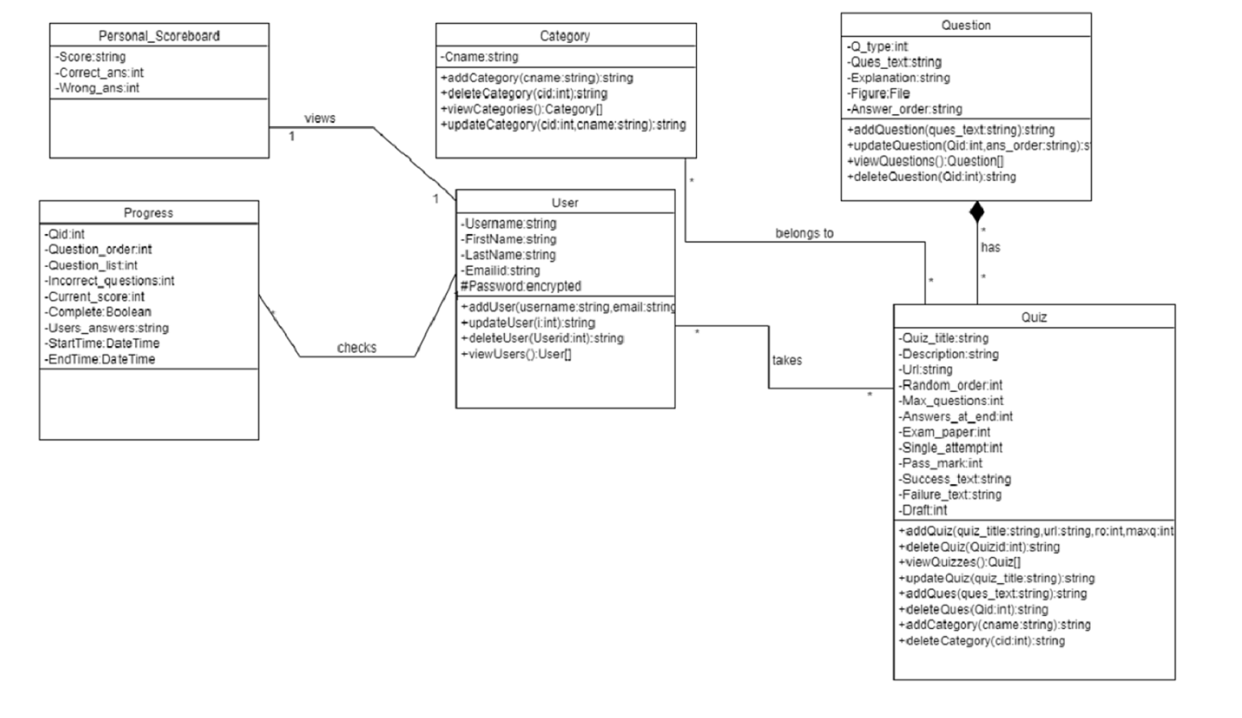 Personal_Scoreboard
-Score:string
-Correct_ans:int
-Wrong_ans:int
Category
-Cname:string
+addCategory(cname:string):string
+deleteCategory(cid:int):string
+viewCategories():Category[]
+updateCategory(cid:int,cname:string):string
Question
-Q_type:int
-Ques_text:string
-Explanation:string
-Figure:File
-Answer_order:string
+addQuestion(ques_text:string):string
+updateQuestion(Qid:int,ans_order:string):st
+viewQuestions():Question[]
+deleteQuestion(Qid:int):string
views
1
1
Progress
-Qid:int
-Question_order:int
-Question_list:int
-Incorrect_questions:int
-Current_score:int
-Complete:Boolean
-Users_answers:string
-StartTime:DateTime
-EndTime:DateTime
*
checks
1
User
-Username:string
-FirstName:string
-LastName:string
-Emailid:string
#Password:encrypted
+addUser(username:string,email:string
+updateUser(i:int):string
+deleteUser(Userid:int):string
+viewUsers():User[]
*
belongs to
*
*
has
*
*
takes
*
Quiz
-Quiz_title:string
-Description:string
-Url:string
-Random_order:int
-Max_questions:int
-Answers_at_end:int
-Exam_paper:int
-Single_attempt:int
-Pass_mark:int
-Success_text:string
-Failure_text:string
-Draft:int
+addQuiz(quiz_title:string,url:string,ro:int,maxq:int
+deleteQuiz(Quizid:int):string
+viewQuizzes():Quiz[]
+updateQuiz(quiz_title:string):string
+addQues(ques_text:string):string
+deleteQues(Qid:int):string
+addCategory(cname:string):string
+deleteCategory(cid:int):string